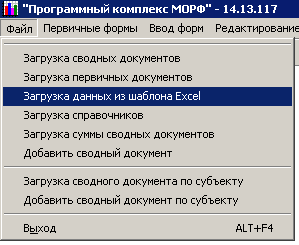 "Программный комплекс МОРФ" - 14.13.117
Файл Первичные формы Ввод форм Редактирование
Загрузка сводных документов
Загрузка первичных документов
Загрузка данных из шаблона Excel
Загрузка справочников
Загрузка суммы сводных документов
Добавить сводный документ
Загрузка сводного документа по субъекту
Добавить сводный документ по субъекту
Выход ALT+F4